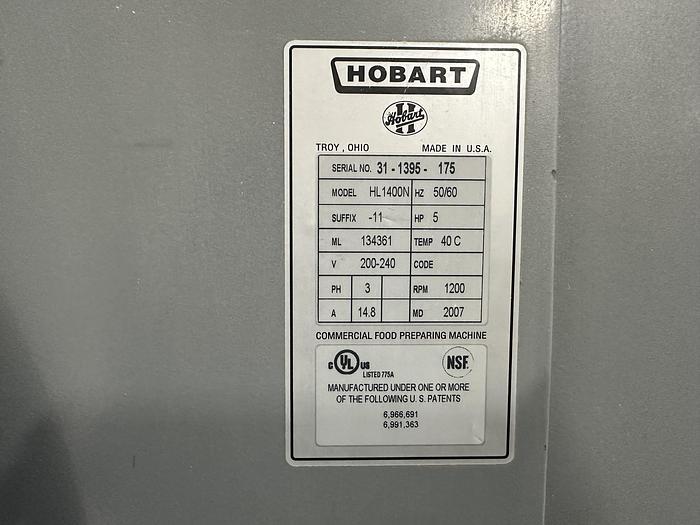 HOBART
Hobart
H
TROY, OHIO MADE IN U.S.A.
SERIAL NO. 31-1395- 175
MODEL HL1400N HZ 50/60
SUFFIX -11 HP 5
ML 134361 TEMP 40 C
V 200-240 CODE
PH 3 RPM 1200
A 14.8 MD 2007
COMMERCIAL FOOD PREPARING MACHINE
C UL US NSF
LISTED 775A
MANUFACTURED UNDER ONE OR MORE
OF THE FOLLOWING U. S. PATENTS
6,966,691
6,991,363